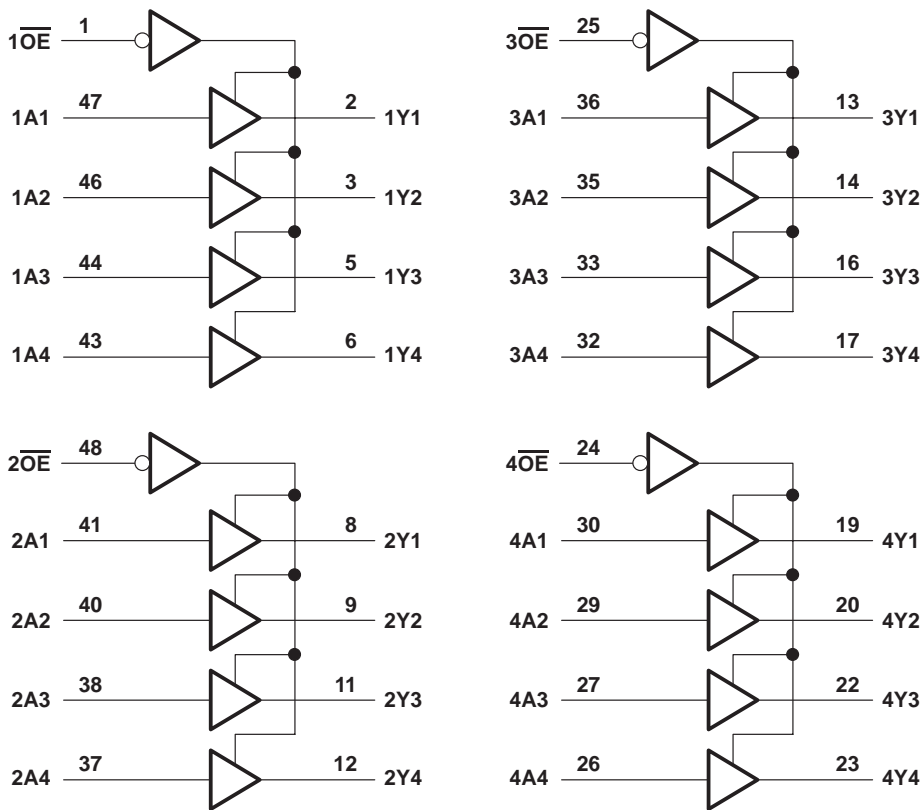 1OE 1
1A1 47 2 1Y1
1A2 46 3 1Y2
1A3 44 5 1Y3
1A4 43 6 1Y4
3OE 25
3A1 36 13 3Y1
3A2 35 14 3Y2
3A3 33 16 3Y3
3A4 32 17 3Y4
2OE 48
2A1 41 8 2Y1
2A2 40 9 2Y2
2A3 38 11 2Y3
2A4 37 12 2Y4
4OE 24
4A1 30 19 4Y1
4A2 29 20 4Y2
4A3 27 22 4Y3
4A4 26 23 4Y4